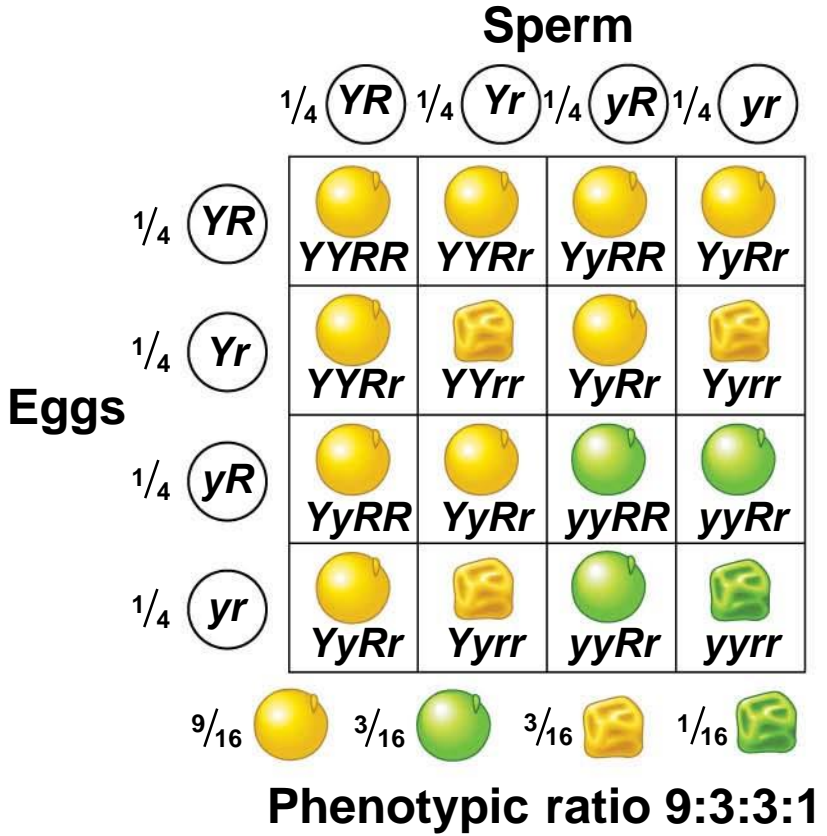 Sperm
1/4 YR 1/4 Yr 1/4 yR 1/4 yr
1/4 YR
YYRR YYRr YyRR YyRr
1/4 Yr
YYRr YYrr YyRr Yyrr
Eggs
1/4 yR
YyRR YyRr yyRR yyRr
1/4 yr
YyRr Yyrr yyRr yyrr
9/16 3/16 3/16 1/16
Phenotypic ratio 9:3:3:1